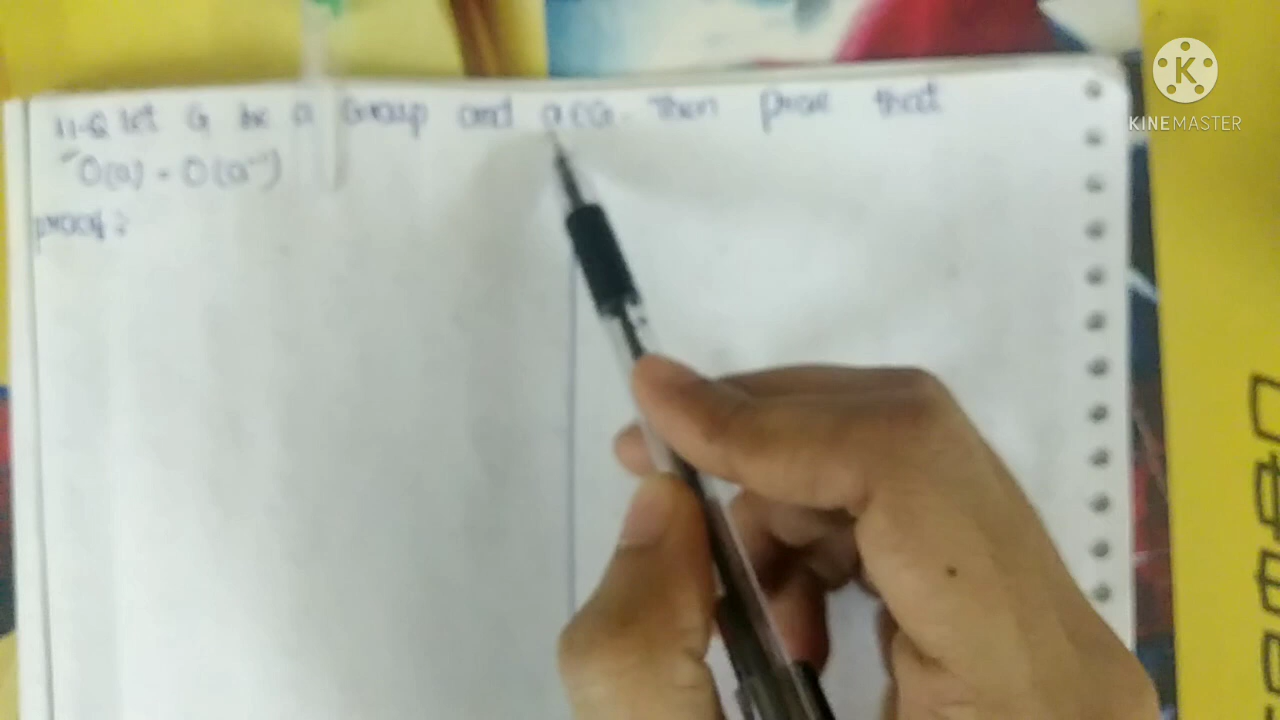 11-Q let G be a Group and a∈G. Then prove that
O(a) = O(a⁻¹)
proof :
KINEMASTER